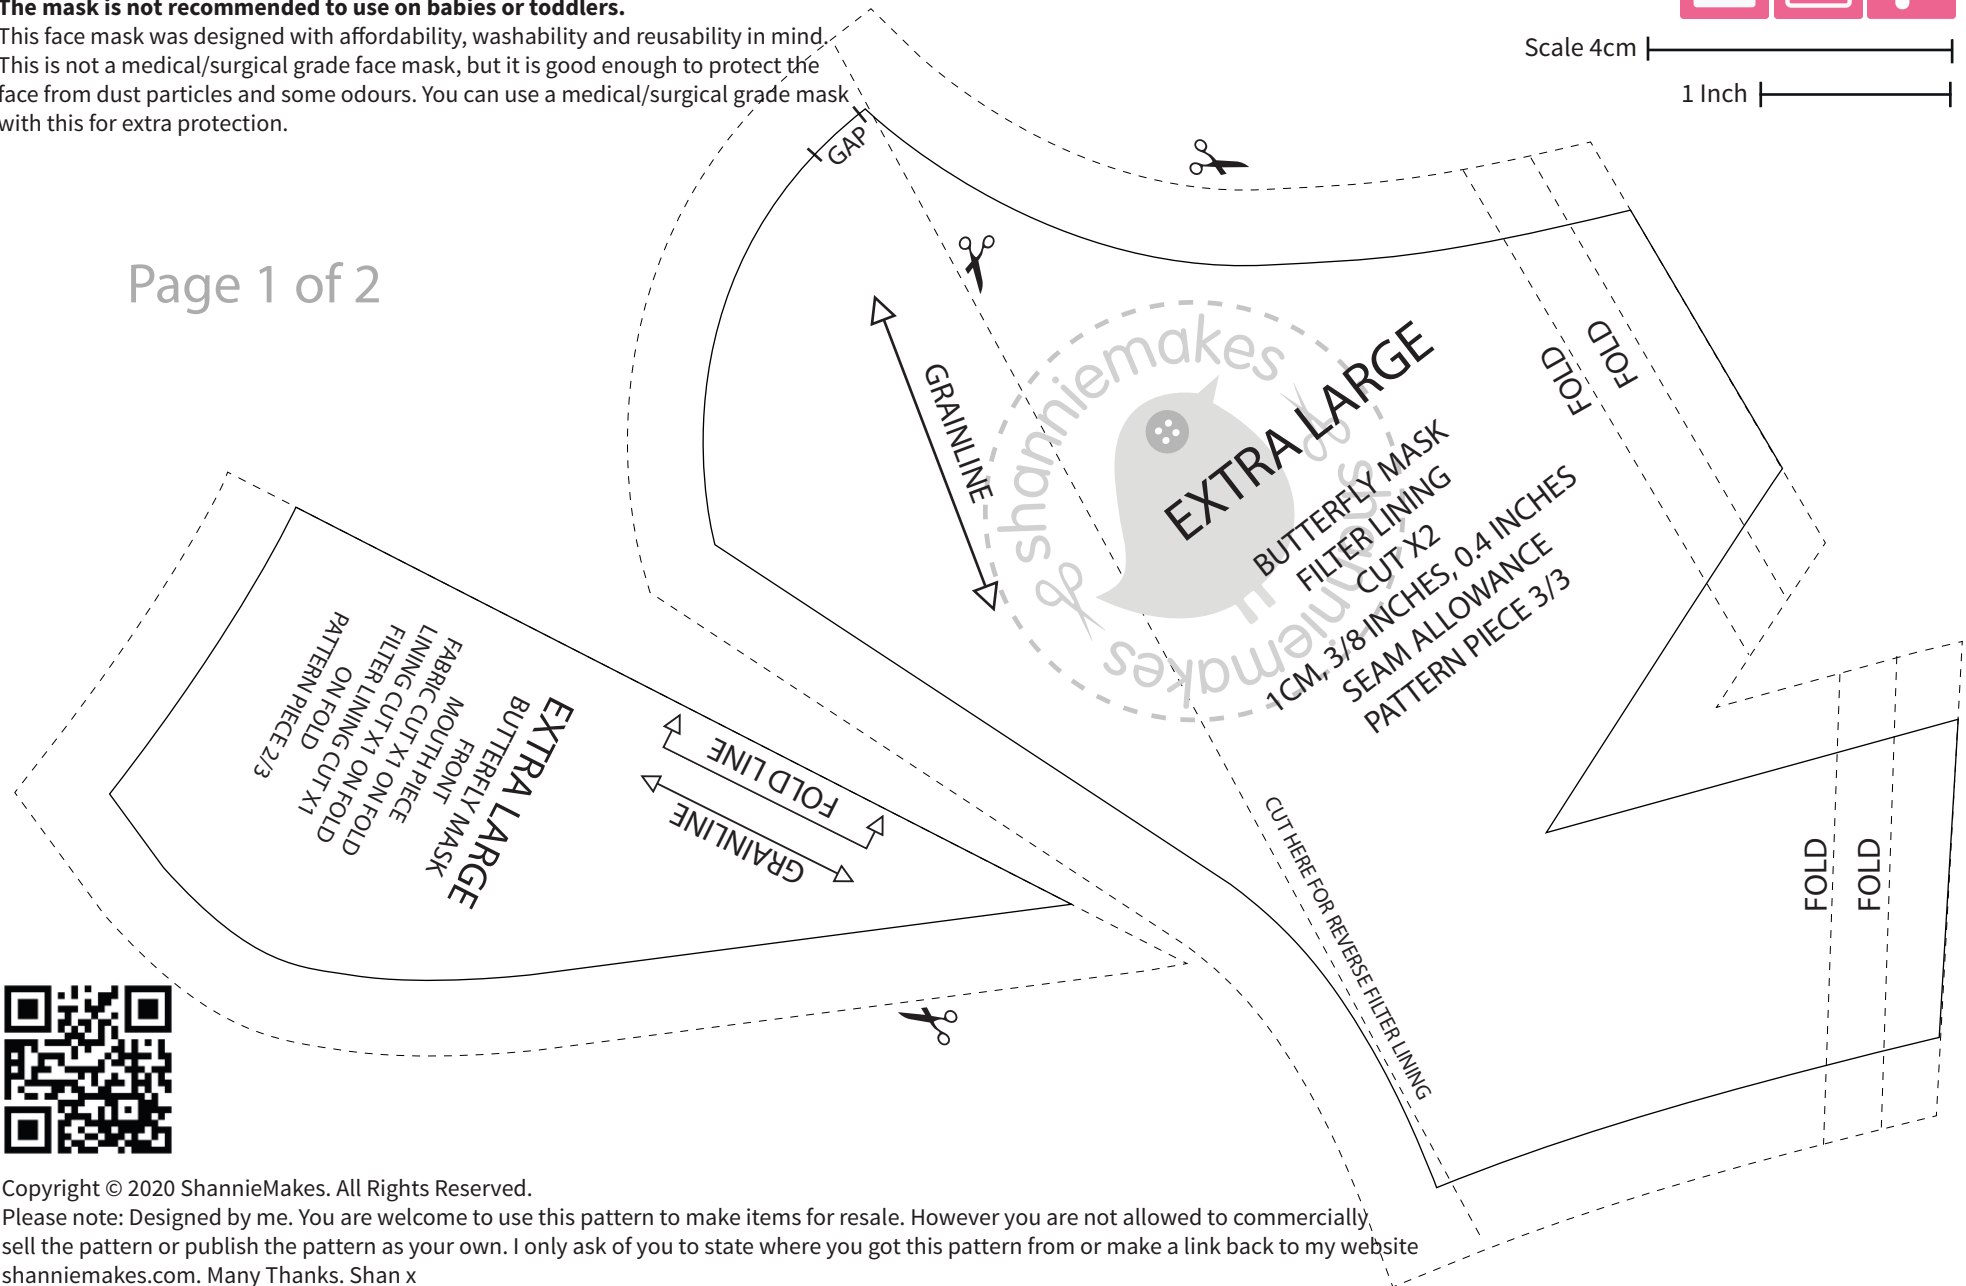 The mask is not recommended to use on babies or toddlers.
This face mask was designed with affordability, washability and reusability in mind.
This is not a medical/surgical grade face mask, but it is good enough to protect the
face from dust particles and some odours. You can use a medical/surgical grade mask
with this for extra protection.
Scale 4cm
1 Inch
Page 1 of 2
GAP
GRAINLINE
shanniemakes
shanniemakes
EXTRA LARGE
BUTTERFLY MASK
FILTER LINING
CUT X2
1CM, 3/8 INCHES, 0.4 INCHES
SEAM ALLOWANCE
PATTERN PIECE 3/3
FOLD
FOLD
CUT HERE FOR REVERSE FILTER LINING
FOLD
FOLD
EXTRA LARGE
BUTTERFLY MASK
FRONT
MOUTH PIECE
FABRIC CUT X1 ON FOLD
LINING CUT X1 ON FOLD
FILTER LINING CUT X1
ON FOLD
PATTERN PIECE 2/3
FOLD LINE
GRAINLINE
Copyright © 2020 ShannieMakes. All Rights Reserved.
Please note: Designed by me. You are welcome to use this pattern to make items for resale. However you are not allowed to commercially
sell the pattern or publish the pattern as your own. I only ask of you to state where you got this pattern from or make a link back to my website
shanniemakes.com. Many Thanks. Shan x